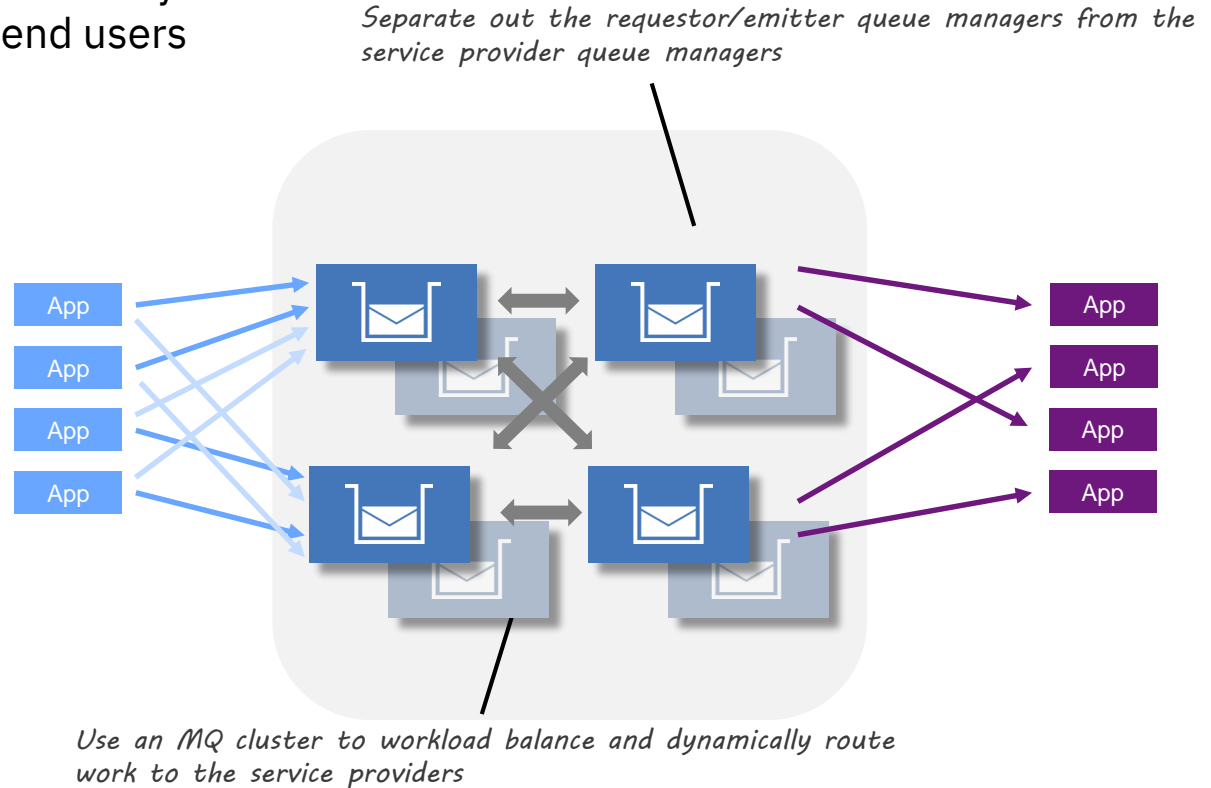 end users
Separate out the requestor/emitter queue managers from the
service provider queue managers
App
App
App
App
App
App
App
App
Use an MQ cluster to workload balance and dynamically route
work to the service providers